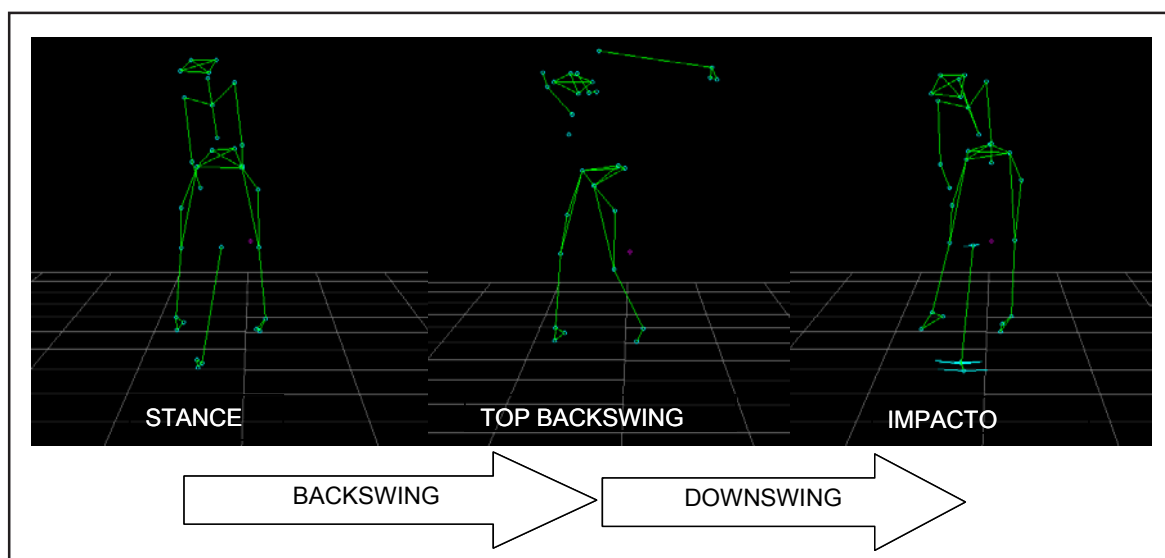 STANCE
TOP BACKSWING
IMPACTO
BACKSWING
DOWNSWING